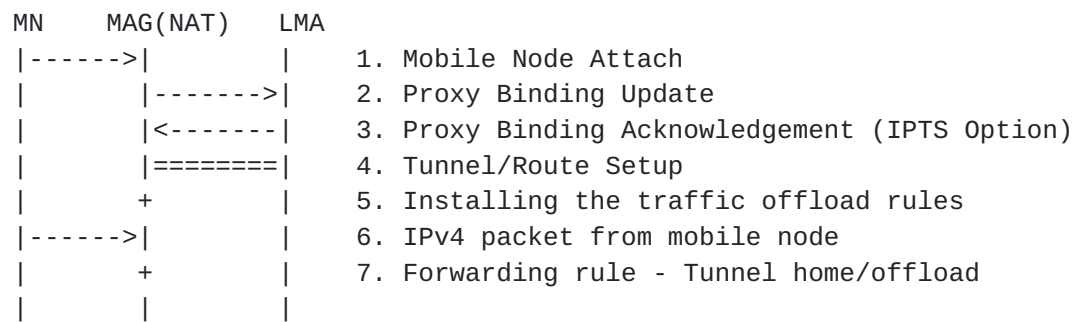 MN    MAG(NAT)   LMA
|------>|        |    1. Mobile Node Attach
|       |------->|    2. Proxy Binding Update
|       |<-------|    3. Proxy Binding Acknowledgement (IPTS Option)
|       |========|    4. Tunnel/Route Setup
|       +        |    5. Installing the traffic offload rules
|------>|        |    6. IPv4 packet from mobile node
|       +        |    7. Forwarding rule - Tunnel home/offload
|       |        |